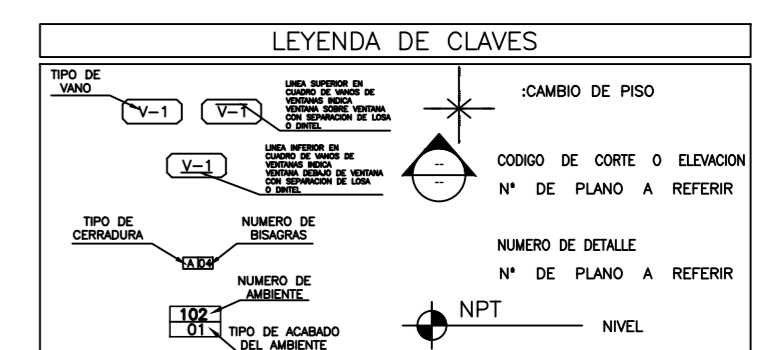 LEYENDA DE CLAVES
TIPO DE
VANO
V-1
V-1
LINEA SUPERIOR EN
CUADRO DE VANOS DE
VENTANAS INDICA
VENTANA SOBRE VENTANA
CON SEPARACION DE LOSA
O DINTEL
:CAMBIO DE PISO
V-1
LINEA INFERIOR EN
CUADRO DE VANOS DE
VENTANAS INDICA
VENTANA DEBAJO DE VENTANA
CON SEPARACION DE LOSA
O DINTEL
--
--
CODIGO DE CORTE O ELEVACION
Nª DE PLANO A REFERIR
TIPO DE
CERRADURA
NUMERO DE
BISAGRAS
A 04
NUMERO DE DETALLE
Nª DE PLANO A REFERIR
NUMERO DE
AMBIENTE
102
01
TIPO DE ACABADO
DEL AMBIENTE
NPT
NIVEL